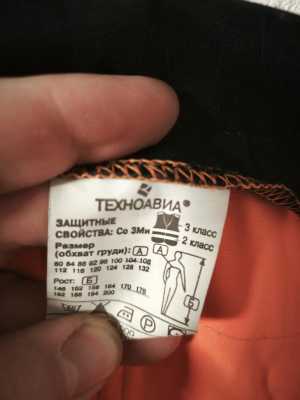 ТЕХНОАВИА®
ЗАЩИТНЫЕ
СВОЙСТВА: Со 3Ми
3 класс
2 класс
Размер
(обхват груди): А А
80 84 88 92 96 100 104 108
112 116 120 124 128 132
Рост: Б Б
146 152 158 164 170 176
182 188 194 200